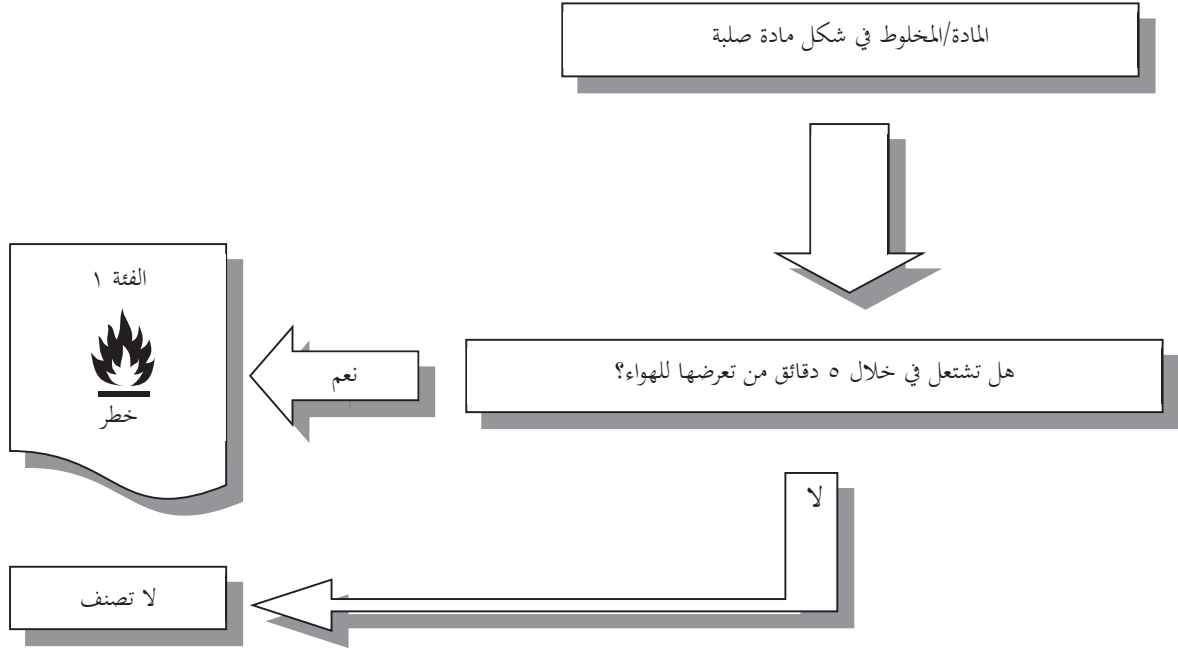 المادة/المخلوط في شكل مادة صلبة
هل تشتعل في خلال ٥ دقائق من تعرضها للهواء؟
نعم
الفئة ١
خطر
لا
لا تصنف